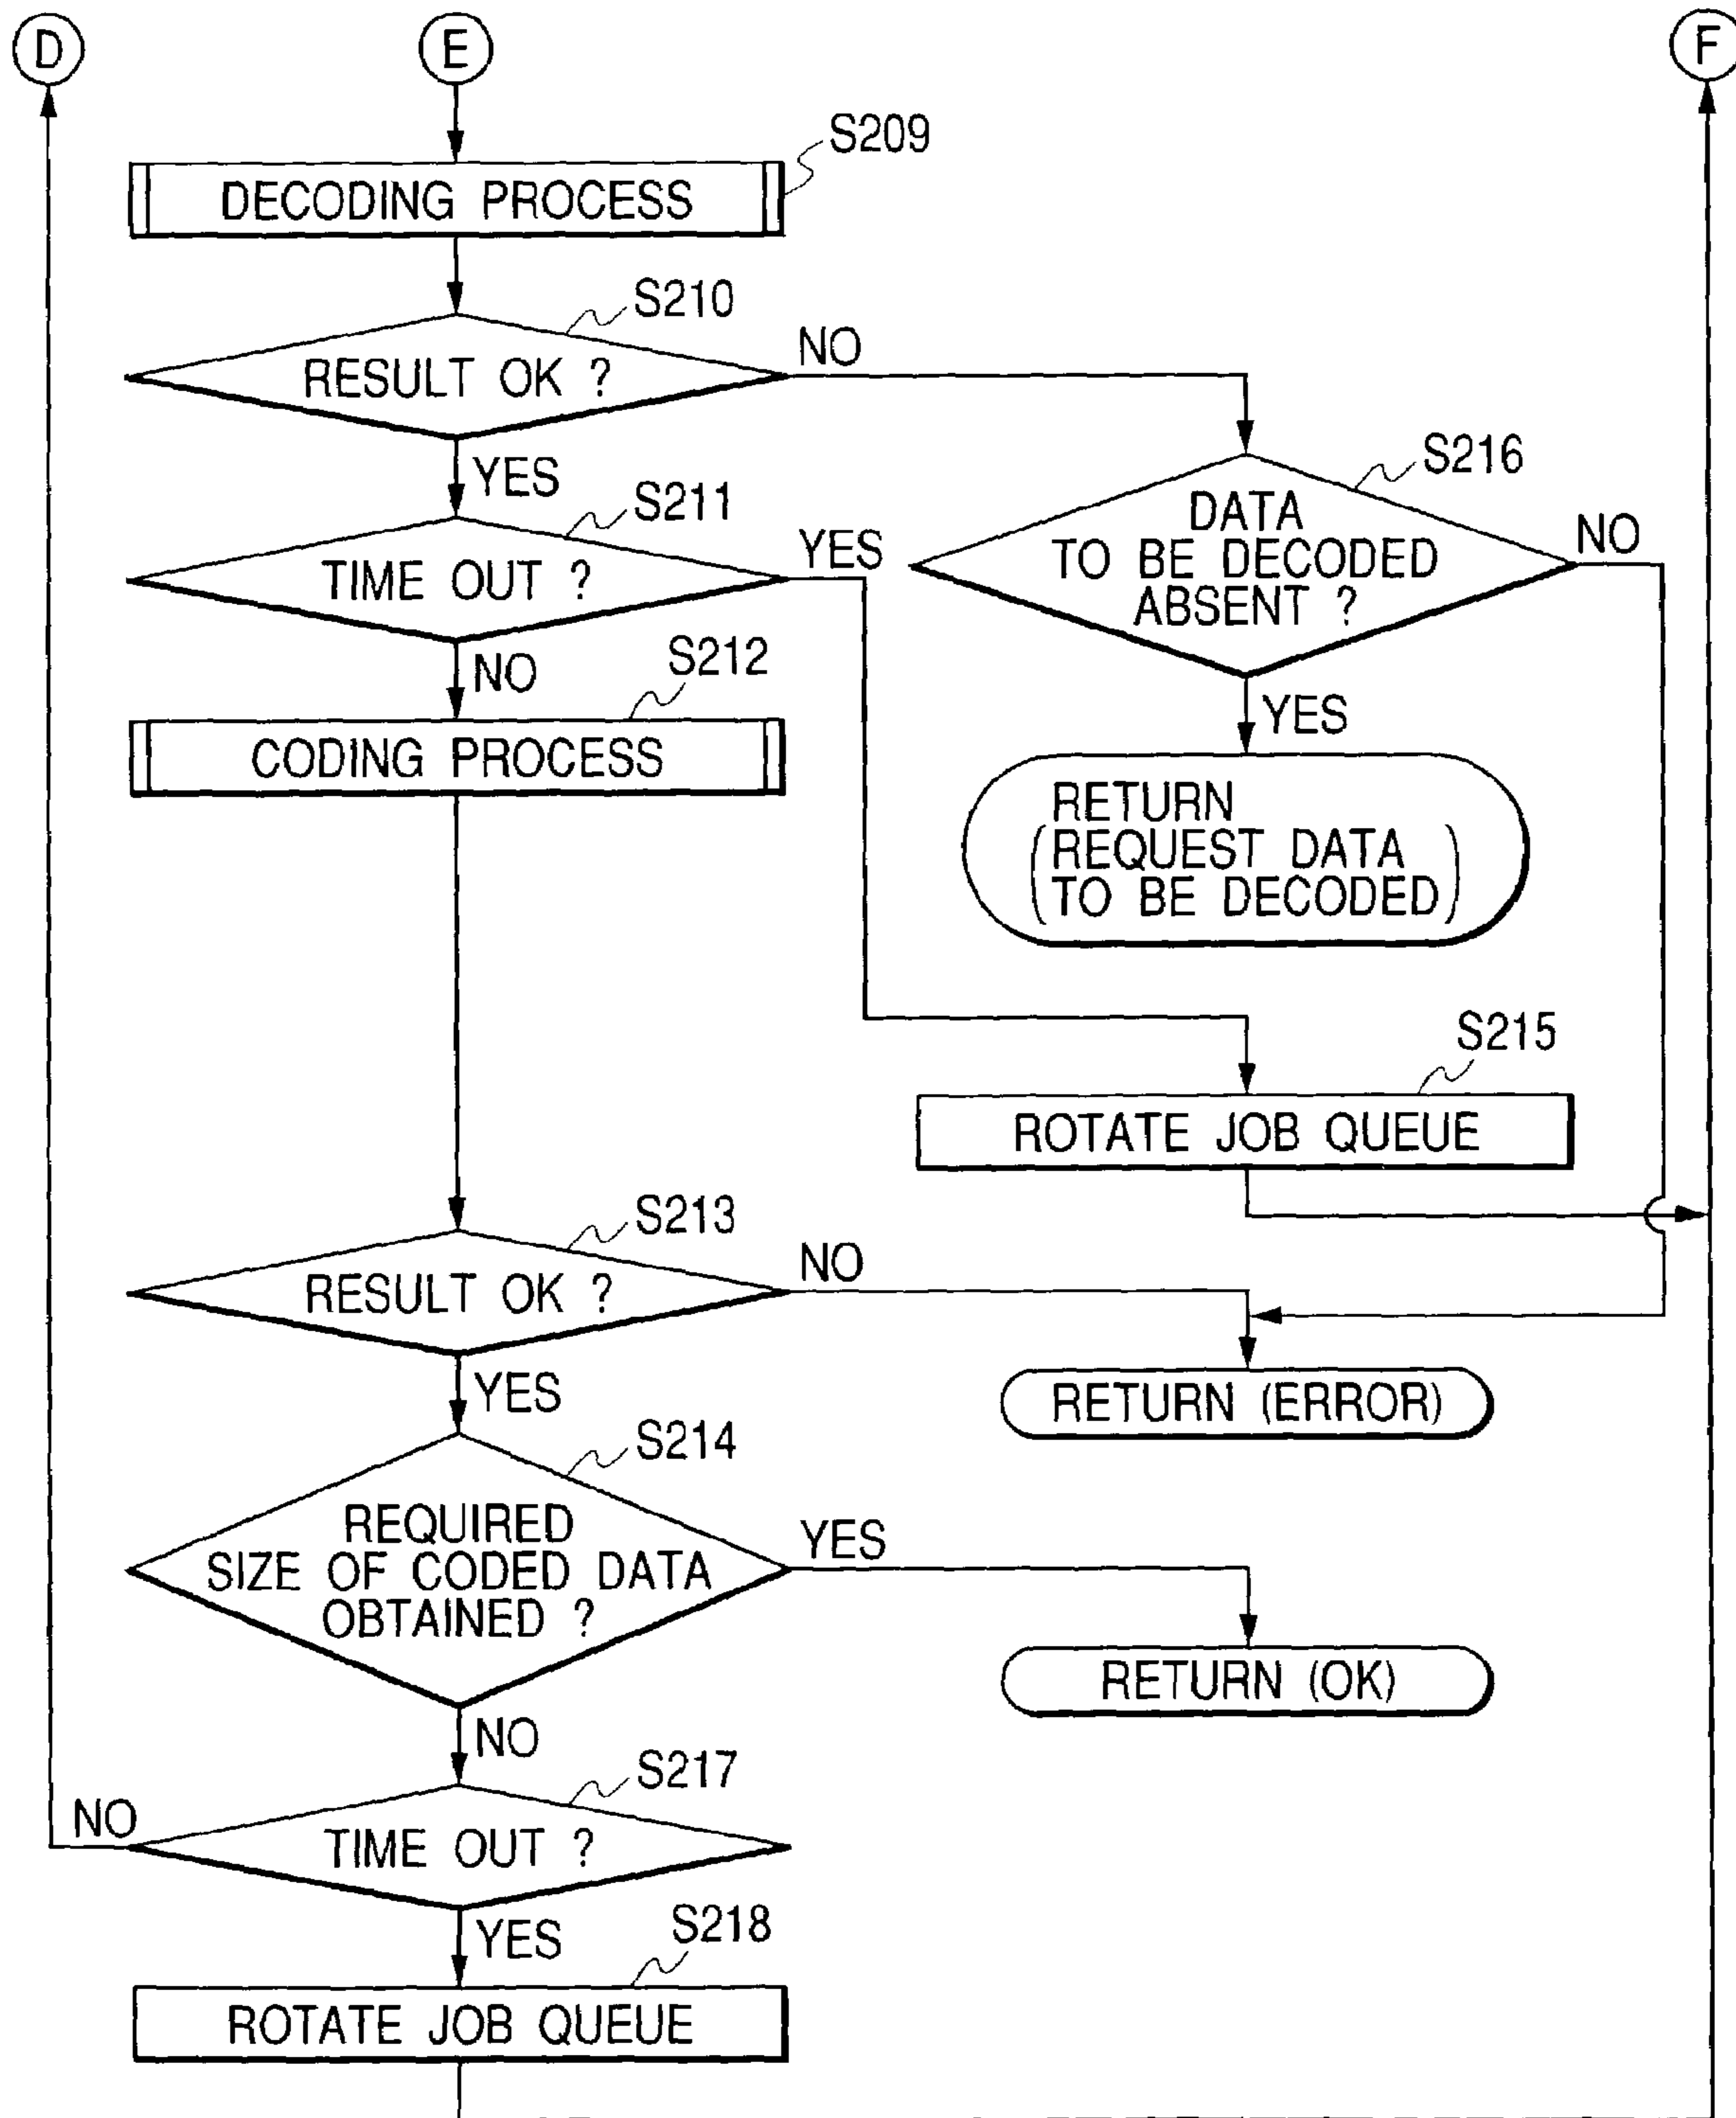 D
E
F
S209
DECODING PROCESS
S210
RESULT OK ?
NO
YES
S216
DATA
TO BE DECODED
ABSENT ?
NO
YES
S211
TIME OUT ?
YES
NO
S212
CODING PROCESS
RETURN
(REQUEST DATA
TO BE DECODED)
S215
ROTATE JOB QUEUE
S213
RESULT OK ?
NO
YES
RETURN (ERROR)
S214
REQUIRED
SIZE OF CODED DATA
OBTAINED ?
YES
RETURN (OK)
NO
S217
TIME OUT ?
NO
YES
S218
ROTATE JOB QUEUE